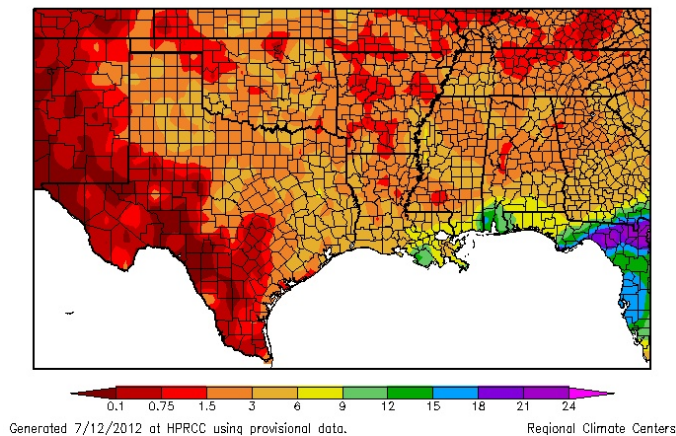 0.1 0.75 1.5 3 6 9 12 15 18 21 24
Generated 7/12/2012 at HPRCC using provisional data. Regional Climate Centers